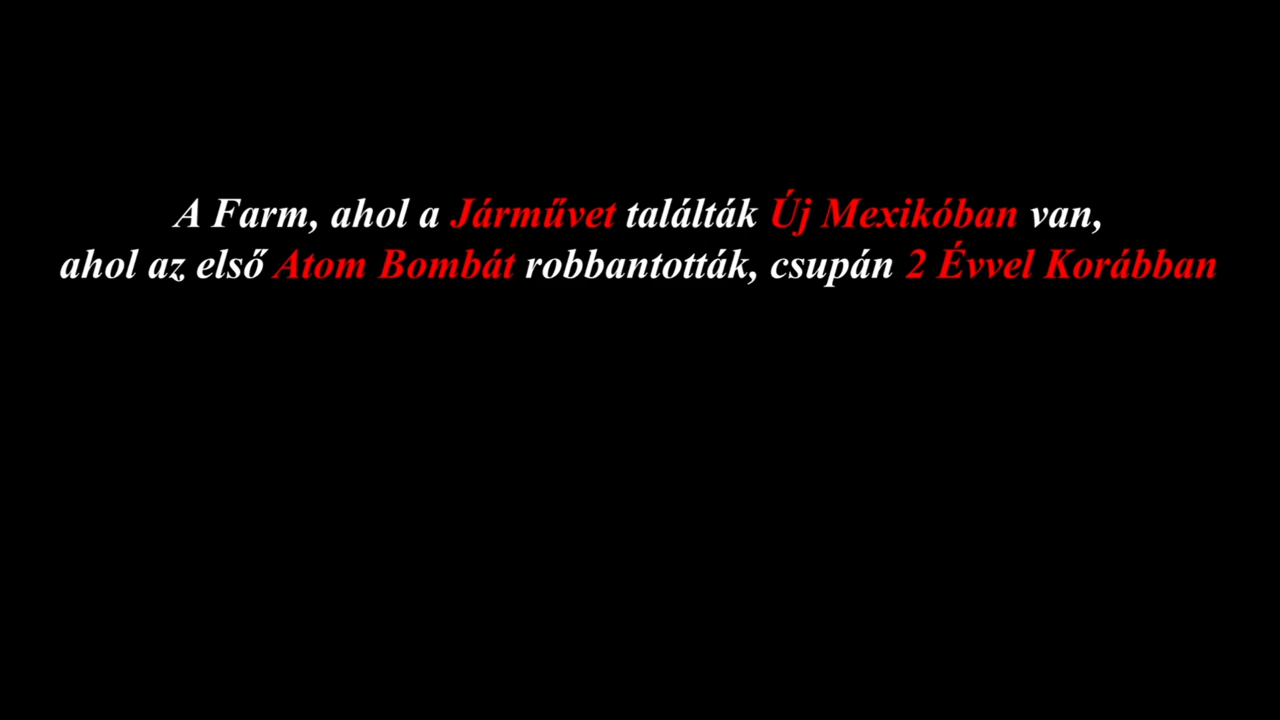 A Farm, ahol a Járművet találták Új Mexikóban van,
ahol az első Atom Bombát robbantották, csupán 2 Évvel Korábban